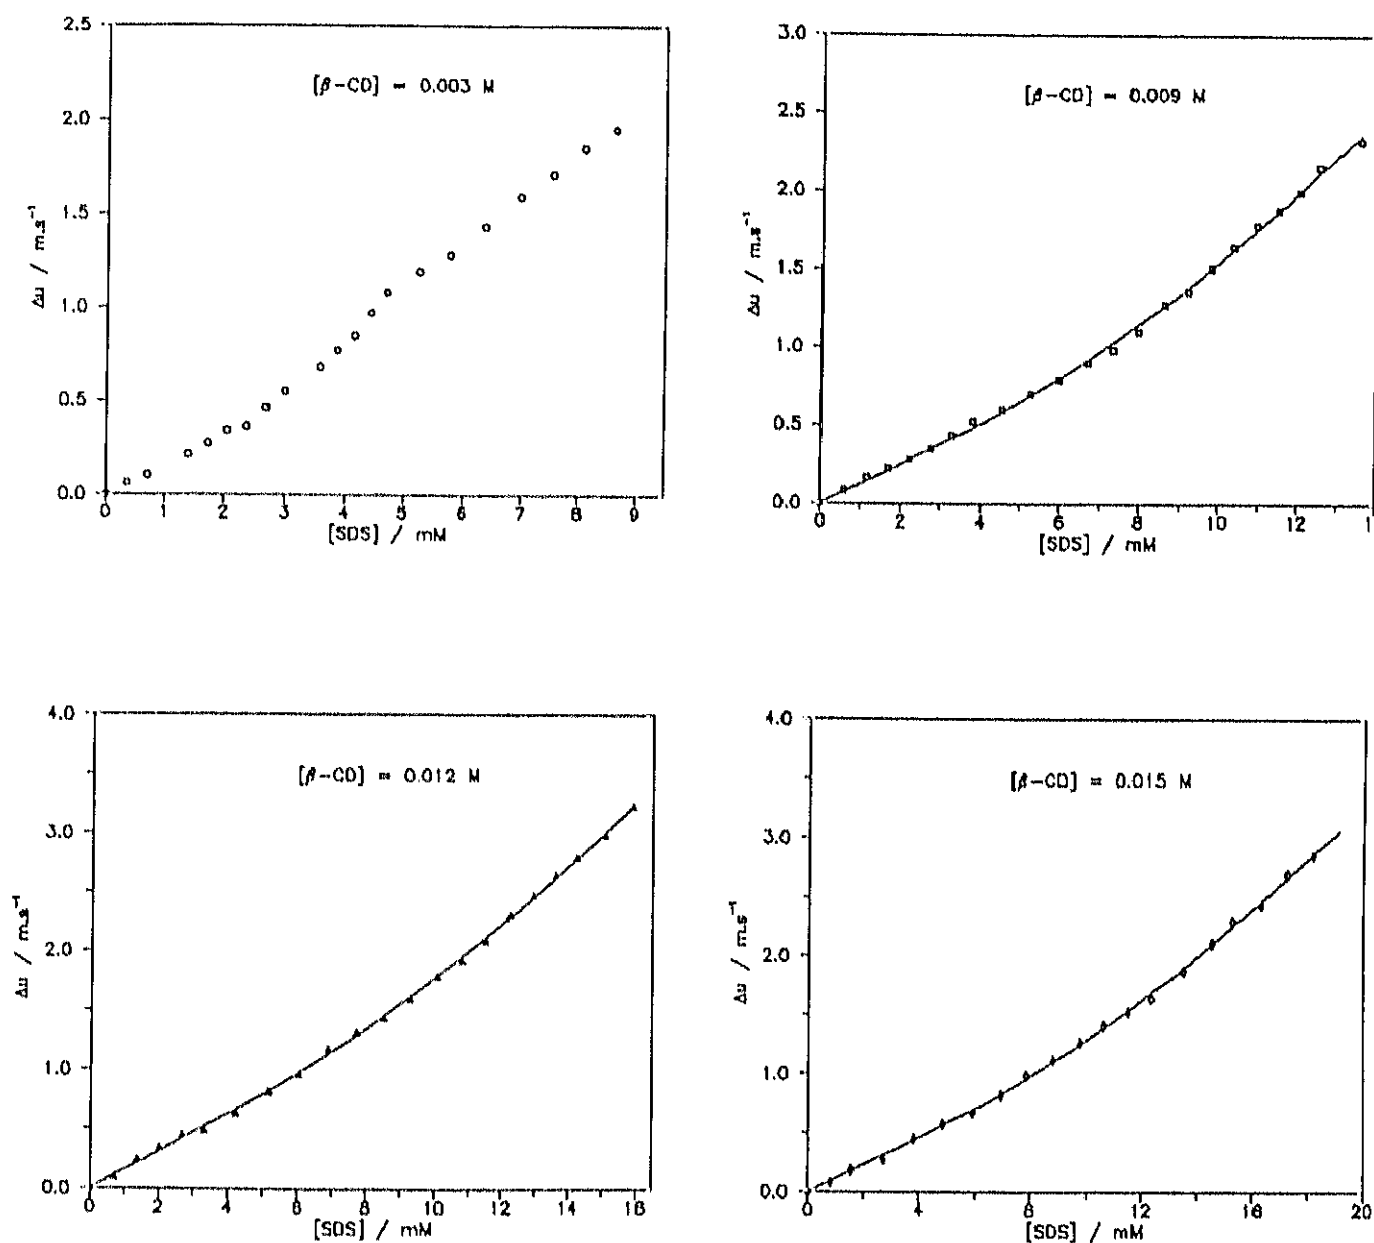 2.5
2.0
1.5
1.0
0.5
0.0
Δu / m.s⁻¹
[β-CD] = 0.003 M
0 1 2 3 4 5 6 7 8 9
[SDS] / mM
3.0
2.5
2.0
1.5
1.0
0.5
0.0
Δu / m.s⁻¹
[β-CD] = 0.009 M
0 2 4 6 8 10 12 1
[SDS] / mM
4.0
3.0
2.0
1.0
0.0
Δu / m.s⁻¹
[β-CD] = 0.012 M
0 2 4 6 8 10 12 14 16
[SDS] / mM
4.0
3.0
2.0
1.0
0.0
Δu / m.s⁻¹
[β-CD] = 0.015 M
0 4 8 12 16 20
[SDS] / mM